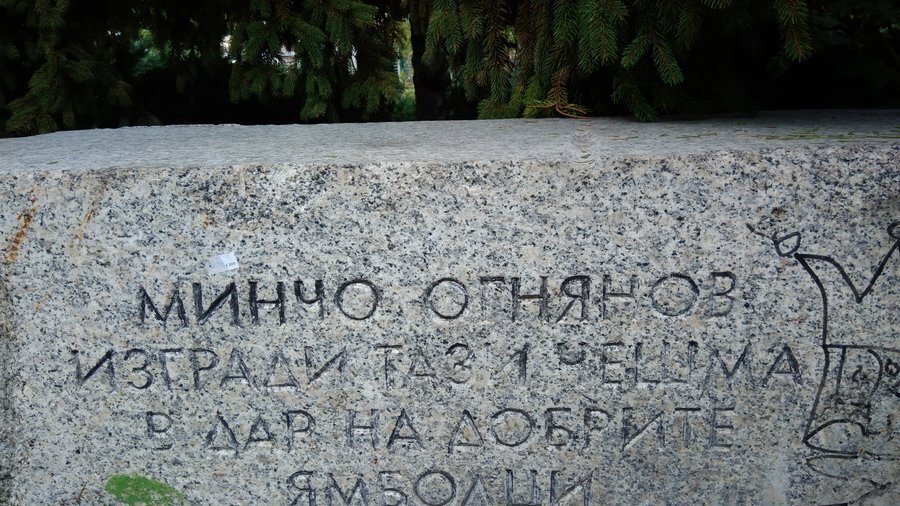 МИНЧО ОГНЯНОВ
ИЗГРАДИ ТАЗИ ЧЕШМА
В ДАР НА ДОБРИТЕ
ЯМБОЛЦИ